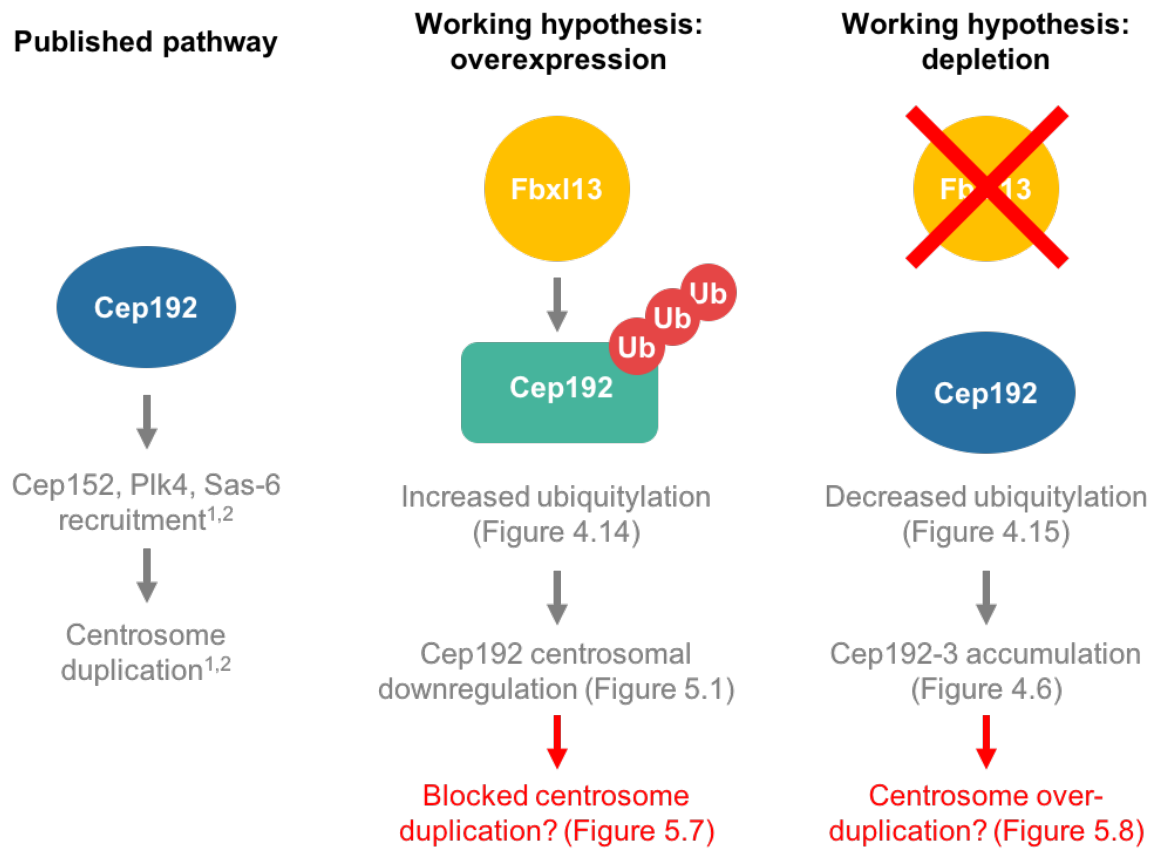 Published pathway
Cep192
Cep152, Plk4, Sas-6
recruitment1,2
Centrosome
duplication1,2
Working hypothesis:
overexpression
Fbxl13
Ub
Ub
Ub
Cep192
Increased ubiquitylation
(Figure 4.14)
Cep192 centrosomal
downregulation (Figure 5.1)
Blocked centrosome
duplication? (Figure 5.7)
Working hypothesis:
depletion
Fbxl13
Cep192
Decreased ubiquitylation
(Figure 4.15)
Cep192-3 accumulation
(Figure 4.6)
Centrosome over-
duplication? (Figure 5.8)